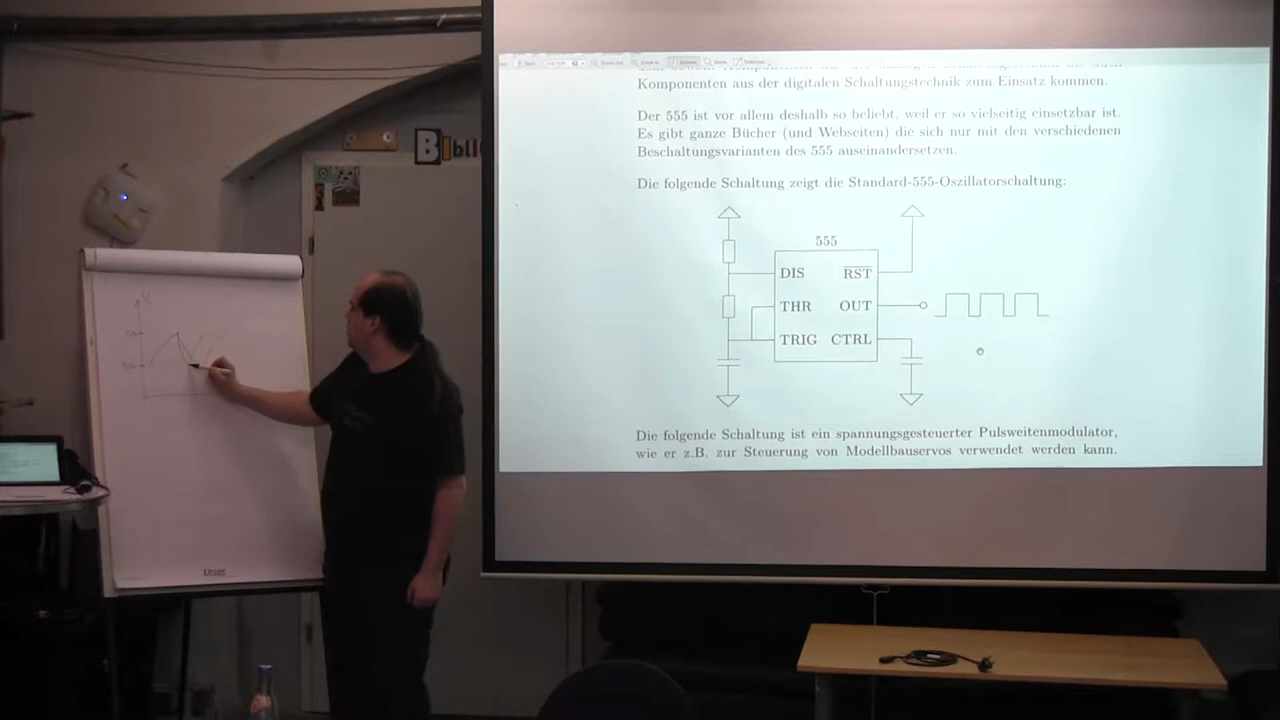 Komponenten aus der digitalen Schaltungstechnik zum Einsatz kommen.
Der 555 ist vor allem deshalb so beliebt, weil er so vielseitig einsetzbar ist.
Es gibt ganze Bücher (und Webseiten) die sich nur mit den verschiedenen
Beschaltungsvarianten des 555 auseinandersetzen.
Die folgende Schaltung zeigt die Standard-555-Oszillatorschaltung:
555
DIS RST
THR OUT
TRIG CTRL
Die folgende Schaltung ist ein spannungsgesteuerter Pulsweitenmodulator,
wie er z.B. zur Steuerung von Modellbauservos verwendet werden kann.
Bibli